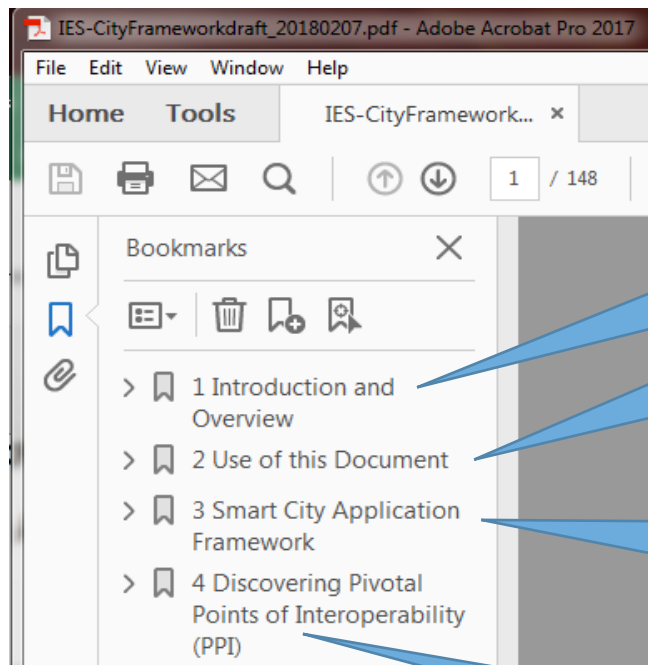 IES-CityFrameworkdraft_20180207.pdf - Adobe Acrobat Pro 2017
File Edit View Window Help
Home Tools IES-CityFramework... ×
1 / 148
Bookmarks
1 Introduction and
Overview
2 Use of this Document
3 Smart City Application
Framework
4 Discovering Pivotal
Points of Interoperability
(PPI)